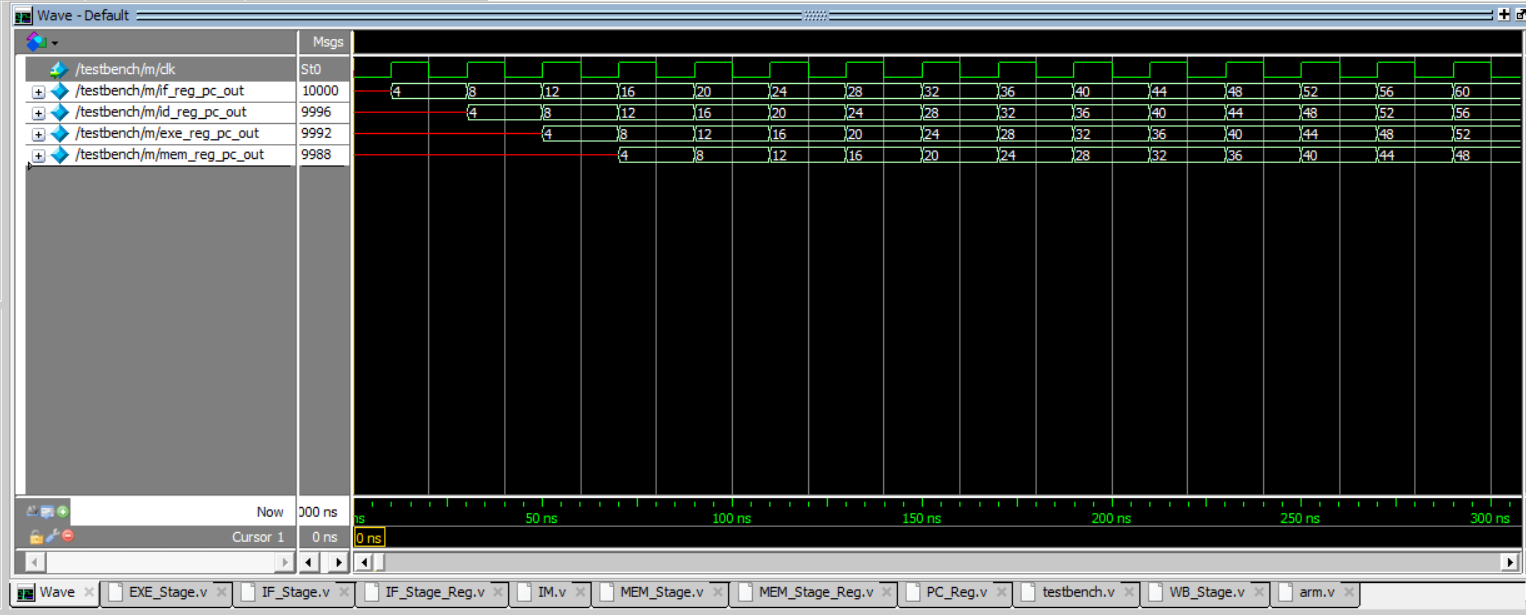 Wave - Default
Msgs
/testbench/m/clk St0
/testbench/m/if_reg_pc_out 10000 4 8 12 16 20 24 28 32 36 40 44 48 52 56 60
/testbench/m/id_reg_pc_out 9996 4 8 12 16 20 24 28 32 36 40 44 48 52 56
/testbench/m/exe_reg_pc_out 9992 4 8 12 16 20 24 28 32 36 40 44 48 52
/testbench/m/mem_reg_pc_out 9988 4 8 12 16 20 24 28 32 36 40 44 48
Now 000 ns ns 50 ns 100 ns 150 ns 200 ns 250 ns 300 ns
Cursor 1 0 ns 0 ns
Wave EXE_Stage.v IF_Stage.v IF_Stage_Reg.v IM.v MEM_Stage.v MEM_Stage_Reg.v PC_Reg.v testbench.v WB_Stage.v arm.v